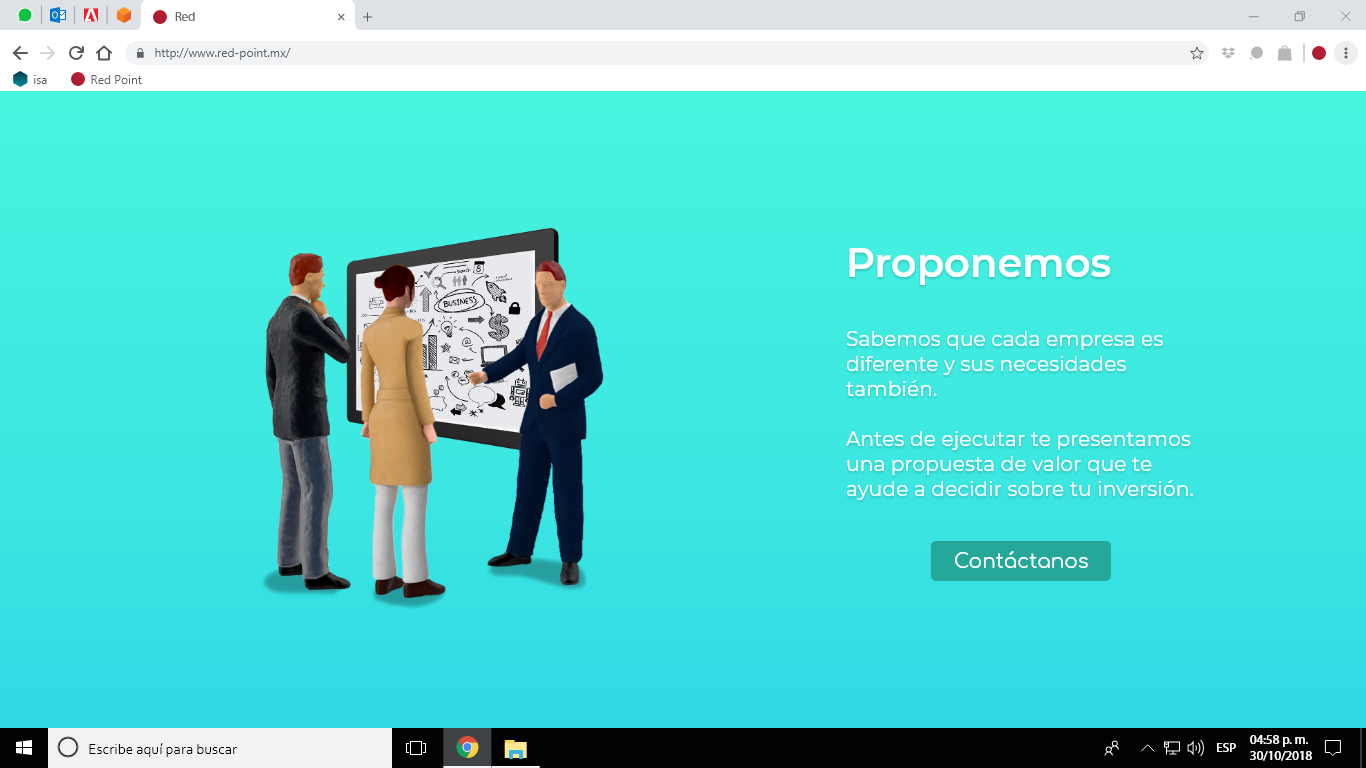 Red
http://www.red-point.mx/
isa
Red Point
Search
8
BUSINESS
$
@
Proponemos
Sabemos que cada empresa es
diferente y sus necesidades
también.
Antes de ejecutar te presentamos
una propuesta de valor que te
ayude a decidir sobre tu inversión.
Contáctanos
Escribe aquí para buscar
ESP
04:58 p. m.
30/10/2018